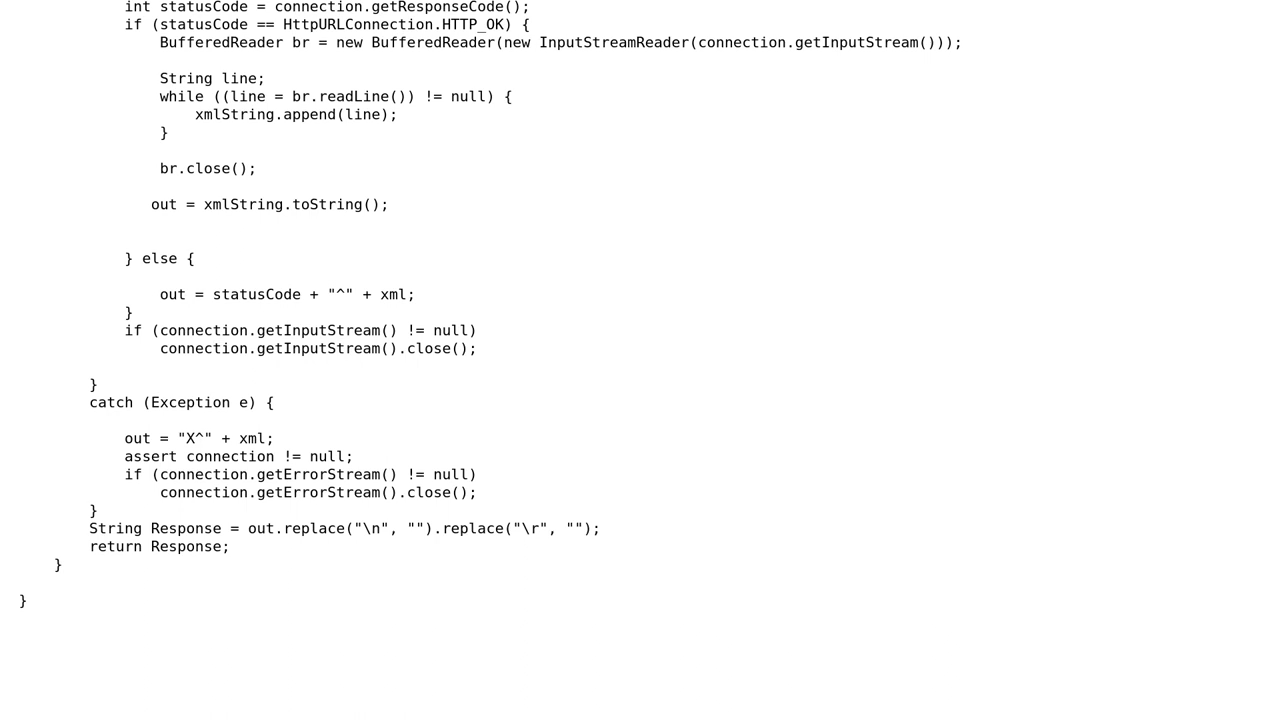 int statusCode = connection.getResponseCode();
if (statusCode == HttpURLConnection.HTTP_OK) {
BufferedReader br = new BufferedReader(new InputStreamReader(connection.getInputStream()));
String line;
while ((line = br.readLine()) != null) {
xmlString.append(line);
}
br.close();
out = xmlString.toString();
} else {
out = statusCode + "^" + xml;
}
if (connection.getInputStream() != null)
connection.getInputStream().close();
}
catch (Exception e) {
out = "X^" + xml;
assert connection != null;
if (connection.getErrorStream() != null)
connection.getErrorStream().close();
}
String Response = out.replace("\n", "").replace("\r", "");
return Response;
}
}